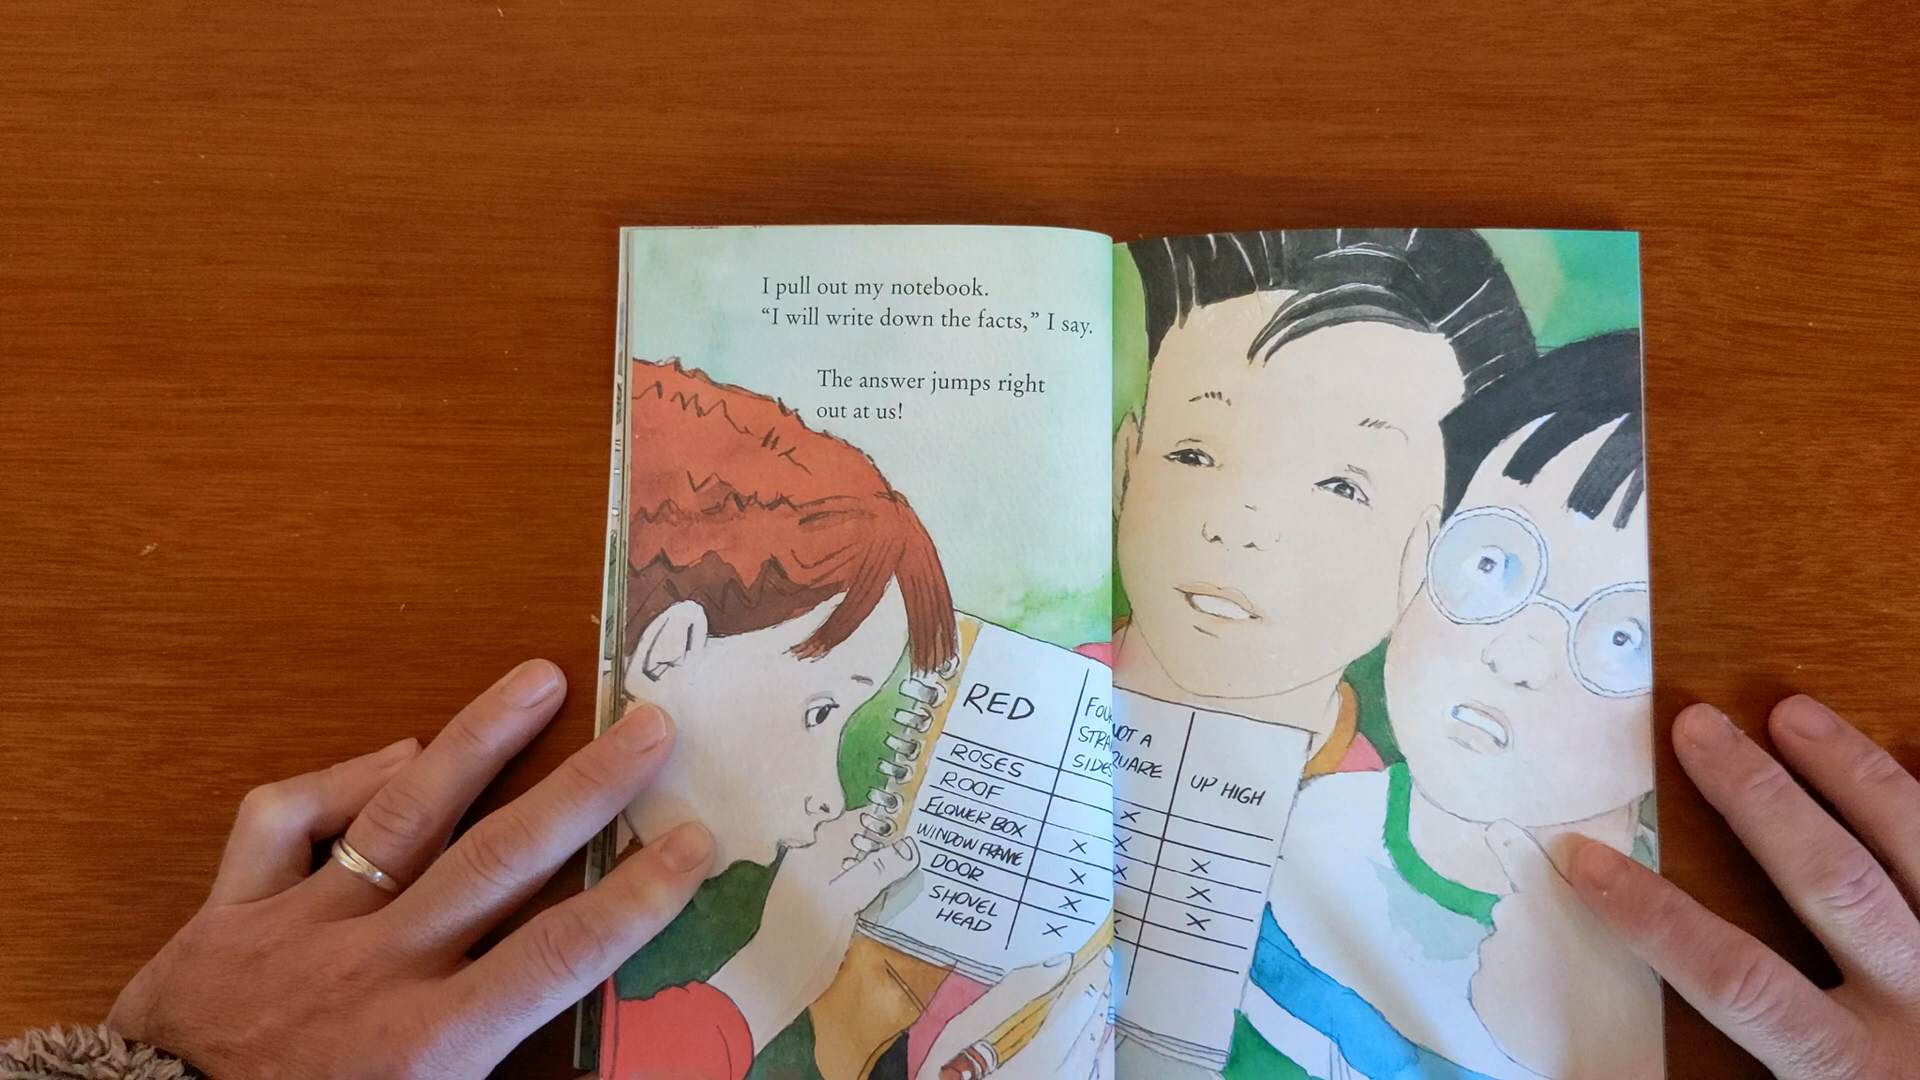 I pull out my notebook.
“I will write down the facts,” I say.
The answer jumps right
out at us!
RED
NOT A
SIDES
UP HIGH
ROSES
ROOF
X
FLOWER BOX
X
X
WINDOW FRAME
X
X
X
DOOR
X
X
SHOVEL
HEAD
X
X